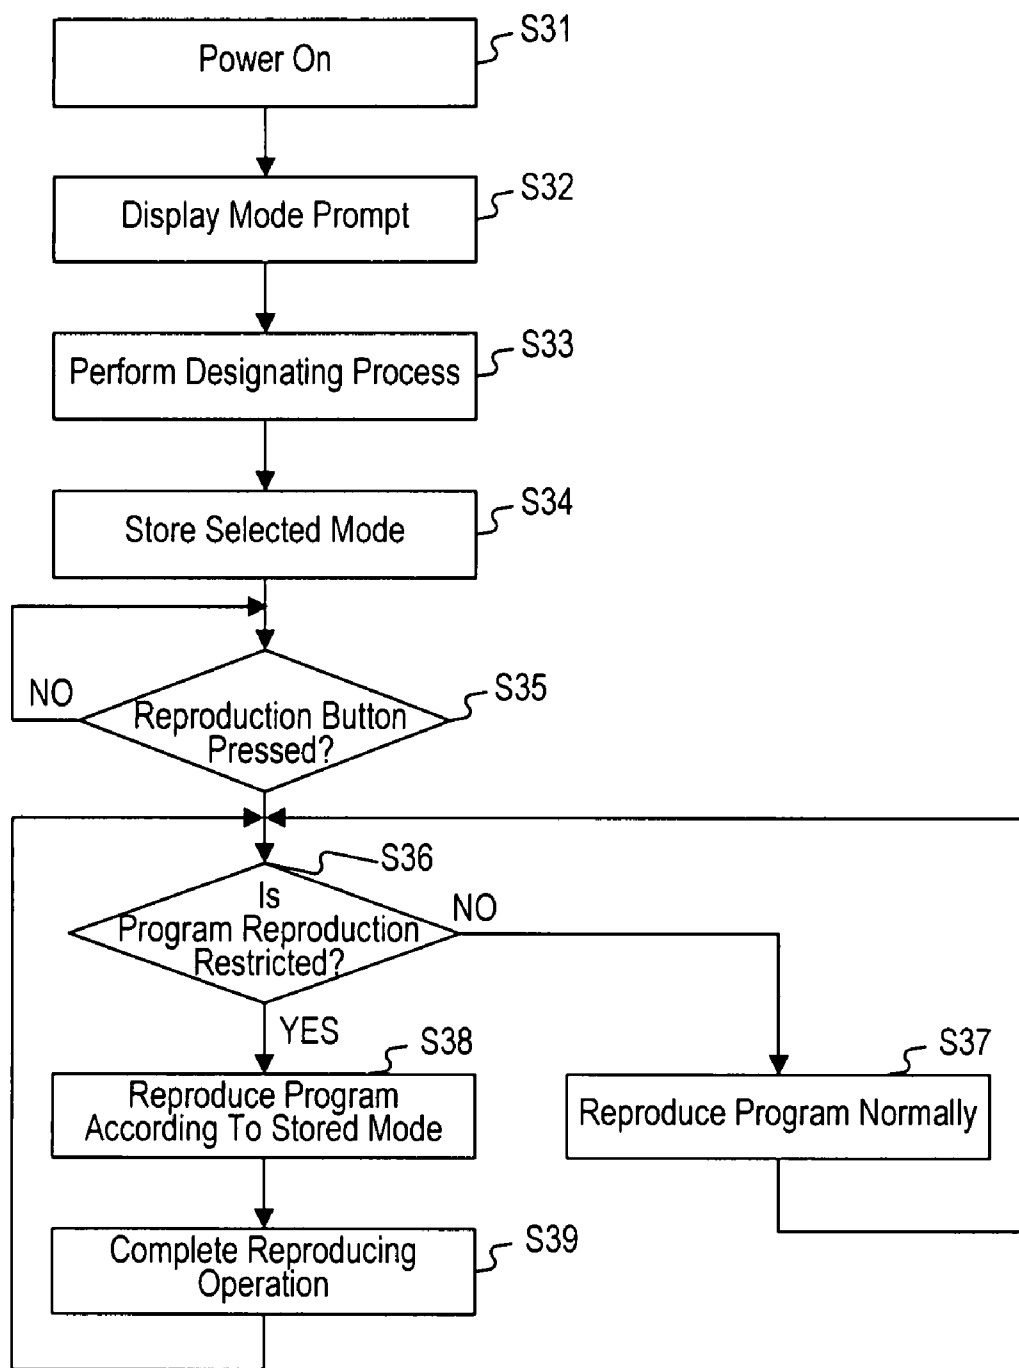 Power On
S31
Display Mode Prompt
S32
Perform Designating Process
S33
Store Selected Mode
S34
NO
Reproduction Button
Pressed?
S35
S36
Is
Program Reproduction
Restricted?
NO
YES
S38
Reproduce Program
According To Stored Mode
S37
Reproduce Program Normally
Complete Reproducing
Operation
S39